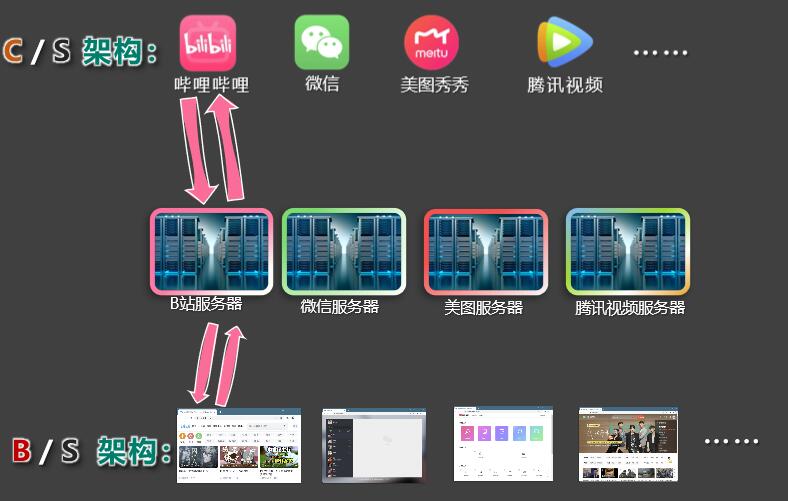 C / S 架构：
bilibili
meitu
哔哩哔哩
微信
美图秀秀
腾讯视频
······
B站服务器
微信服务器
美图服务器
腾讯视频服务器
B / S 架构：
······